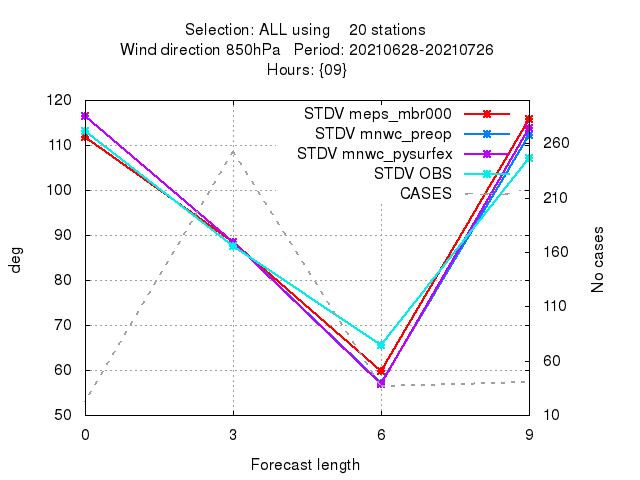 Selection: ALL using 20 stations
Wind direction 850hPa Period: 20210628-20210726
Hours: {09}
STDV meps_mbr000
STDV mnwc_preop
STDV mnwc_pysurfex
STDV OBS
CASES
120
110
100
90
80
70
60
50
deg
260
210
160
110
60
10
No cases
0 3 6 9
Forecast length